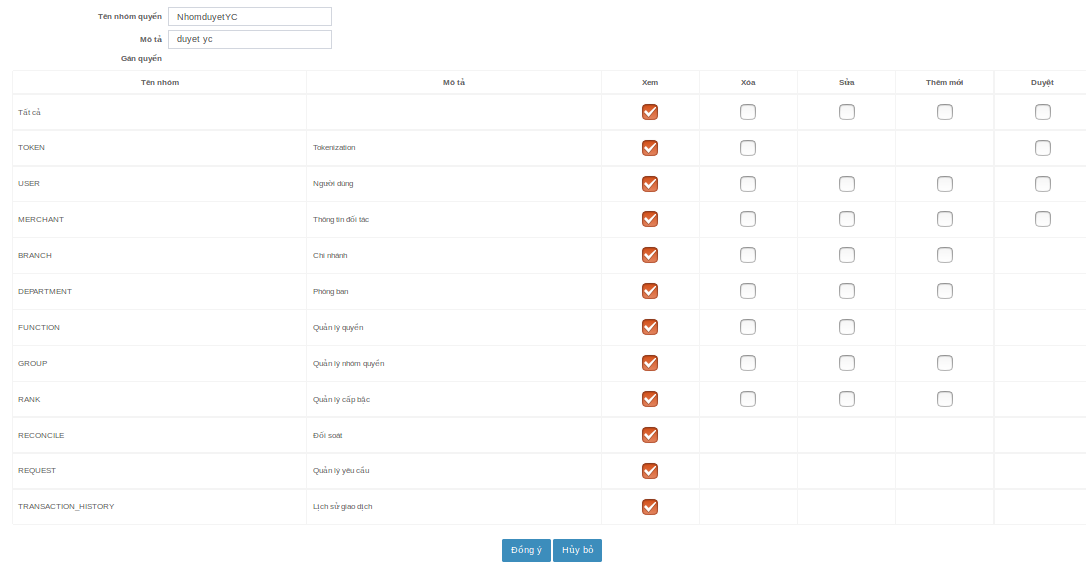 Tên nhóm quyền NhomduyetYC
Mô tả duyet yc
Gán quyền
Tên nhóm Mô tả Xem Xóa Sửa Thêm mới Duyệt
Tất cả
TOKEN Tokenization
USER Người dùng
MERCHANT Thông tin đối tác
BRANCH Chi nhánh
DEPARTMENT Phòng ban
FUNCTION Quản lý quyền
GROUP Quản lý nhóm quyền
RANK Quản lý cấp bậc
RECONCILE Đối soát
REQUEST Quản lý yêu cầu
TRANSACTION_HISTORY Lịch sử giao dịch
Đồng ý Hủy bỏ